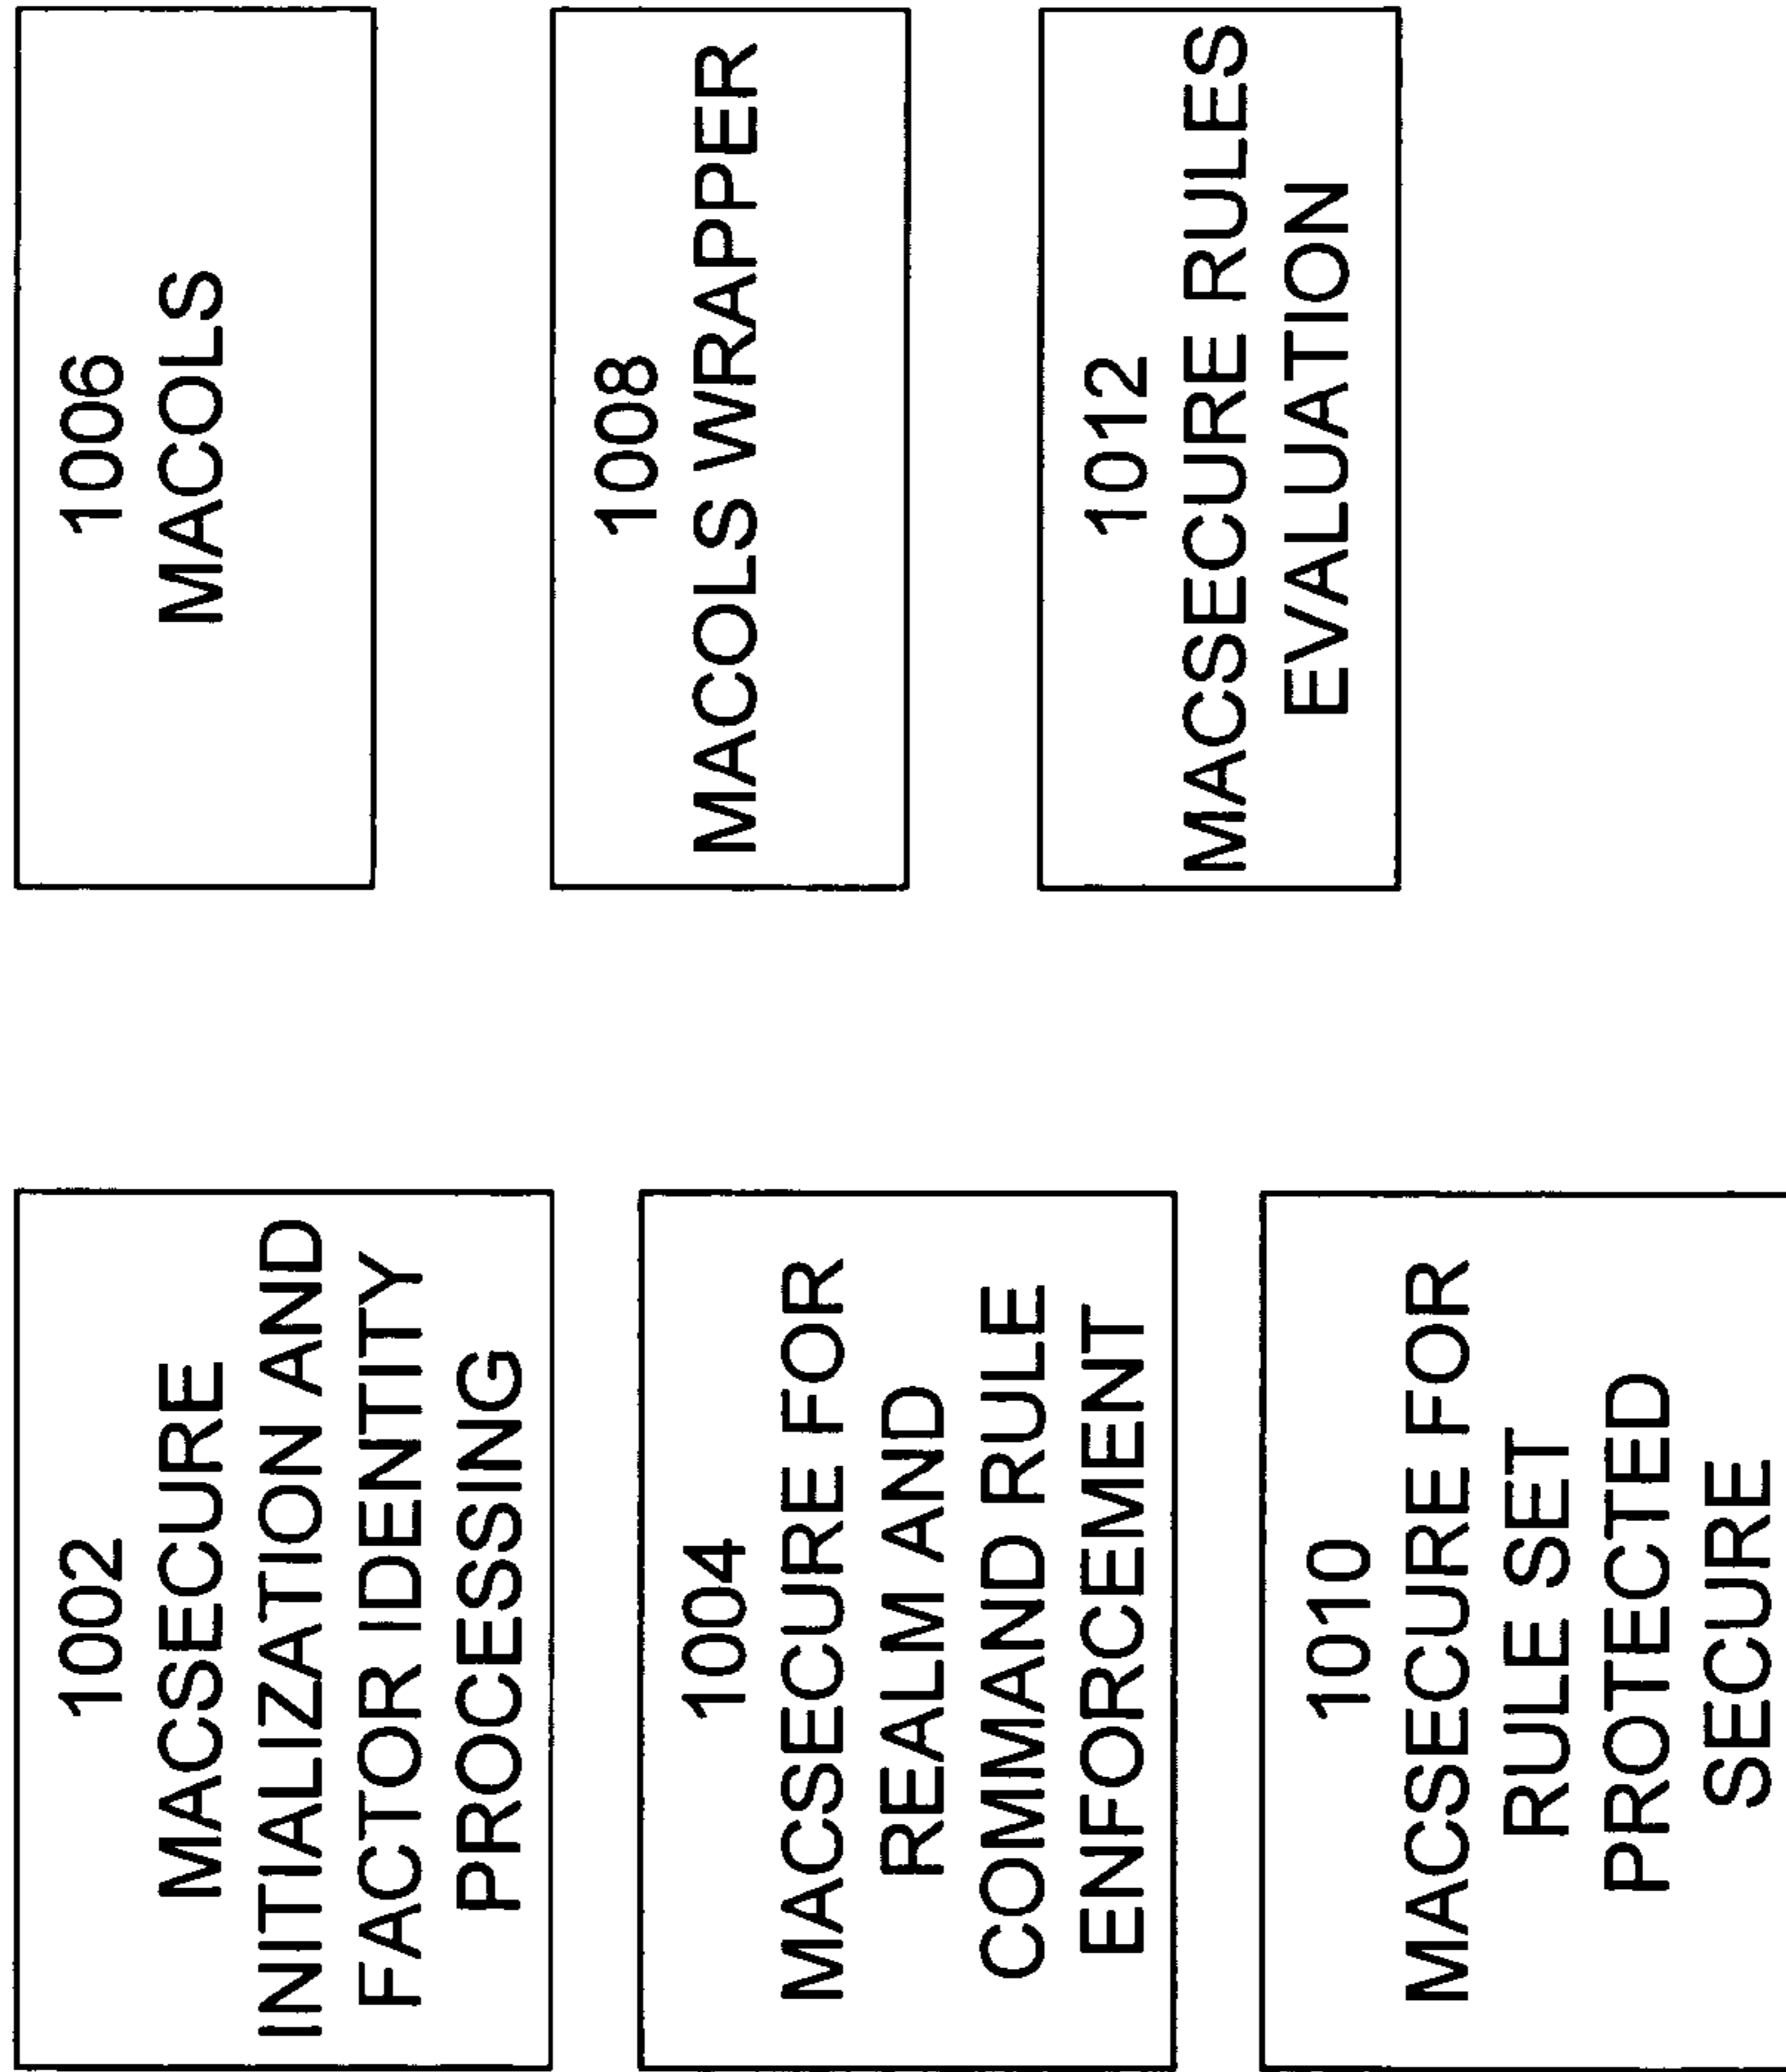 1002
MACSECURE
INITIALIZATION AND
FACTOR IDENTITY
PROCESSING
1004
MACSECURE FOR
REALM AND
COMMAND RULE
ENFORCEMENT
1010
MACSECURE FOR
RULE SET
PROTECTED
SECURE
1006
MACOLS
1008
MACOLS WRAPPER
1012
MACSECURE RULES
EVALUATION